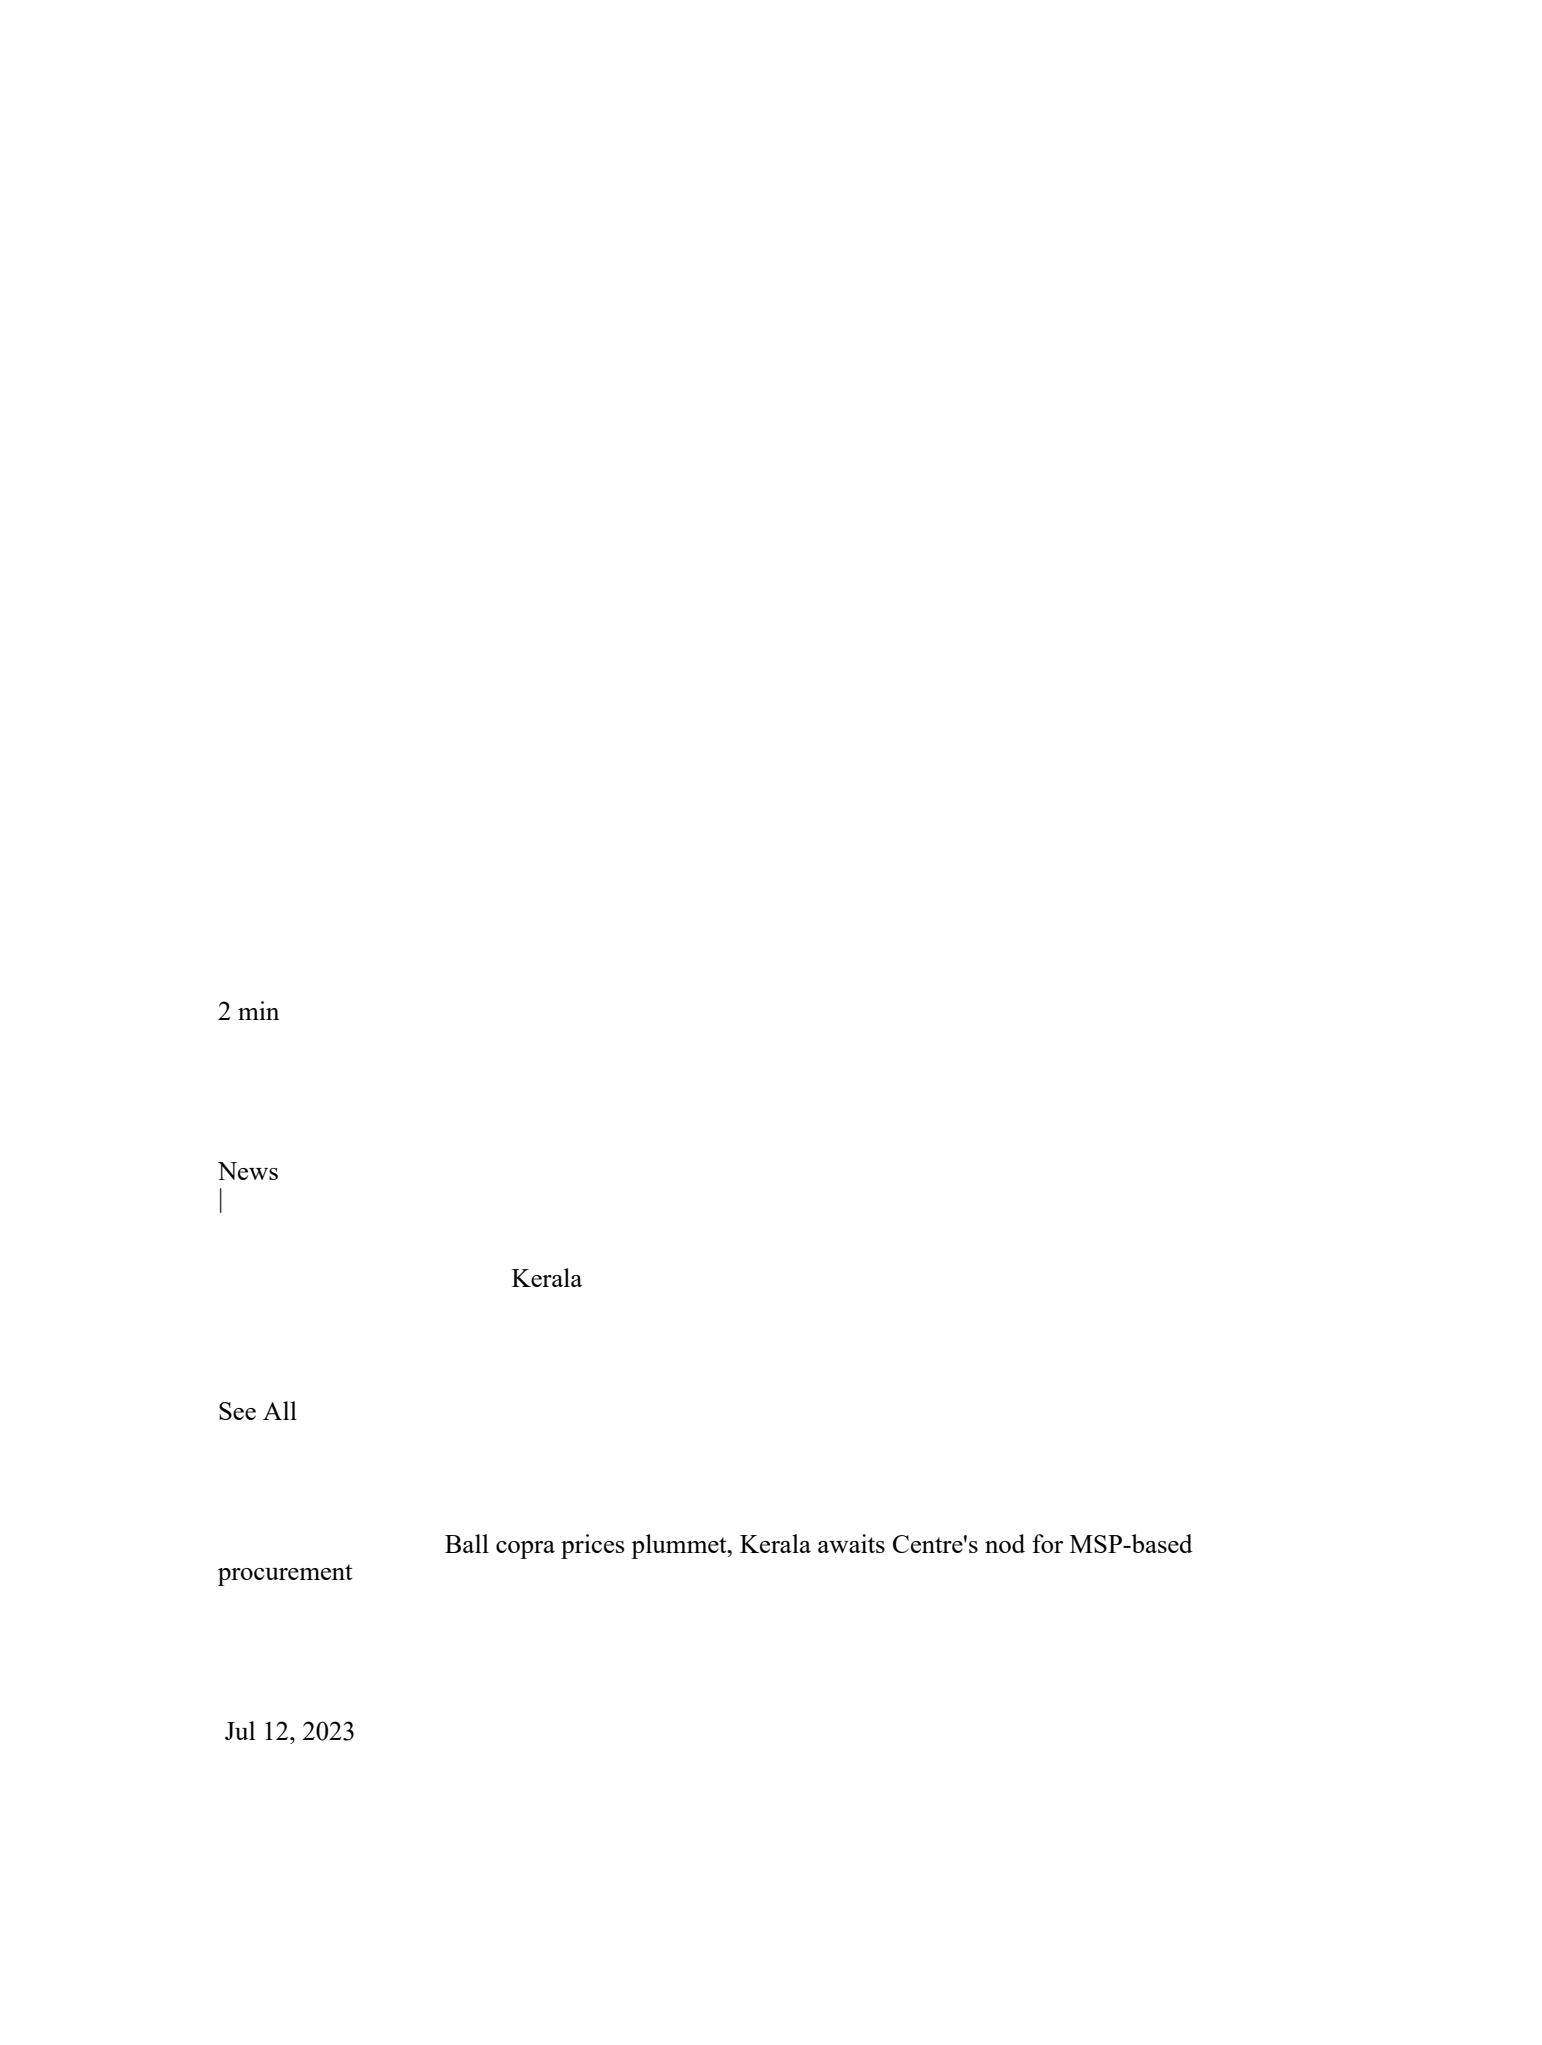 2 min
News
|
Kerala
See All
Ball copra prices plummet, Kerala awaits Centre's nod for MSP-based
procurement
Jul 12, 2023